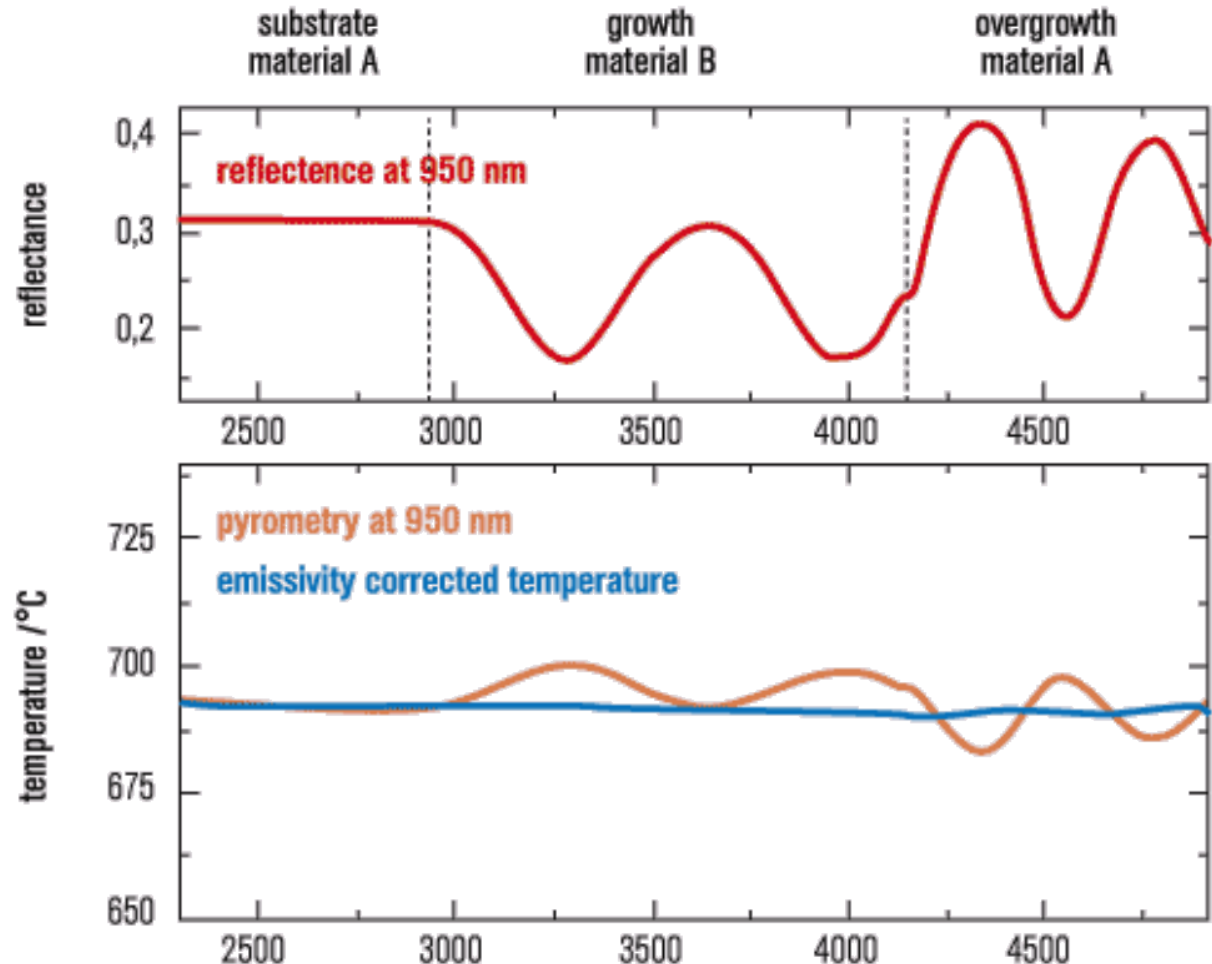 substrate
material A
growth
material B
overgrowth
material A
reflectance
0,4
0,3
0,2
reflectence at 950 nm
2500 3000 3500 4000 4500
temperature /°C
725
700
675
650
pyrometry at 950 nm
emissivity corrected temperature
2500 3000 3500 4000 4500